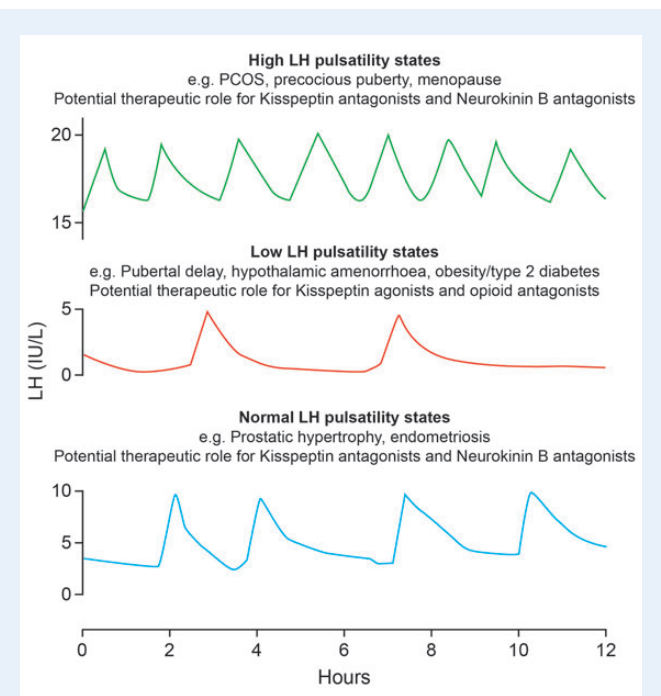 High LH pulsatility states
e.g. PCOS, precocious puberty, menopause
Potential therapeutic role for Kisspeptin antagonists and Neurokinin B antagonists
20
15
Low LH pulsatility states
e.g. Pubertal delay, hypothalamic amenorrhoea, obesity/type 2 diabetes
Potential therapeutic role for Kisspeptin agonists and opioid antagonists
5
0
LH (IU/L)
Normal LH pulsatility states
e.g. Prostatic hypertrophy, endometriosis
Potential therapeutic role for Kisspeptin antagonists and Neurokinin B antagonists
10
5
0
0 2 4 6 8 10 12
Hours